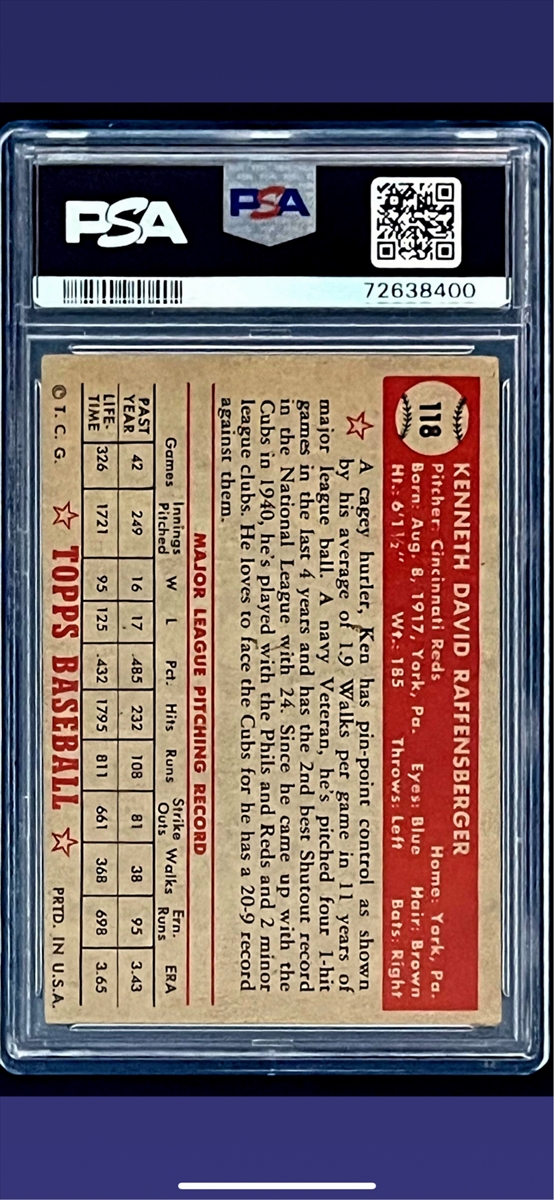 PSA
PSA
72638400
118
KENNETH DAVID RAFFENSBERGER
Pitcher: Cincinnati Reds Home: York, Pa.
Born: Aug. 8, 1917, York, Pa. Eyes: Blue Hair: Brown
Ht.: 6'1½" Wt.: 185 Throws: Left Bats: Right
A cagey hurler, Ken has pin-point control as shown
by his average of 1.9 Walks per game in 11 years of
major league ball. A navy Veteran, he's pitched four 1-hit
games in the last 4 years and has the 2nd best Shutout record
in the National League with 24. Since he came up with the
Cubs in 1940, he's played with the Phils and Reds and 2 minor
league clubs. He loves to face the Cubs for he has a 20-9 record
against them.
MAJOR LEAGUE PITCHING RECORD
Games Innings Pitched W L Pct. Hits Runs Strike Outs Walks Ern. Runs ERA
PAST YEAR 42 249 16 17 .485 232 108 81 38 95 3.43
LIFE-TIME 326 1721 95 125 .432 1795 811 661 368 698 3.65
© T. C. G. TOPPS BASEBALL PRTD. IN U.S.A.